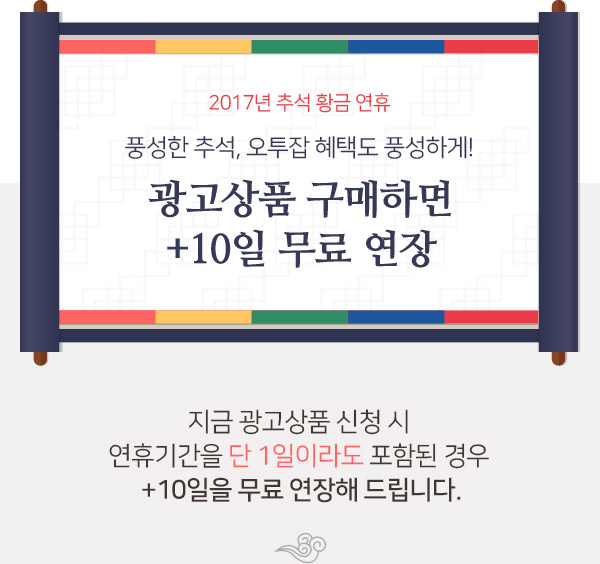 2017년 추석 황금 연휴
풍성한 추석, 오투잡 혜택도 풍성하게!
광고상품 구매하면
+10일 무료 연장
지금 광고상품 신청 시
연휴기간을 단 1일이라도 포함된 경우
+10일을 무료 연장해 드립니다.